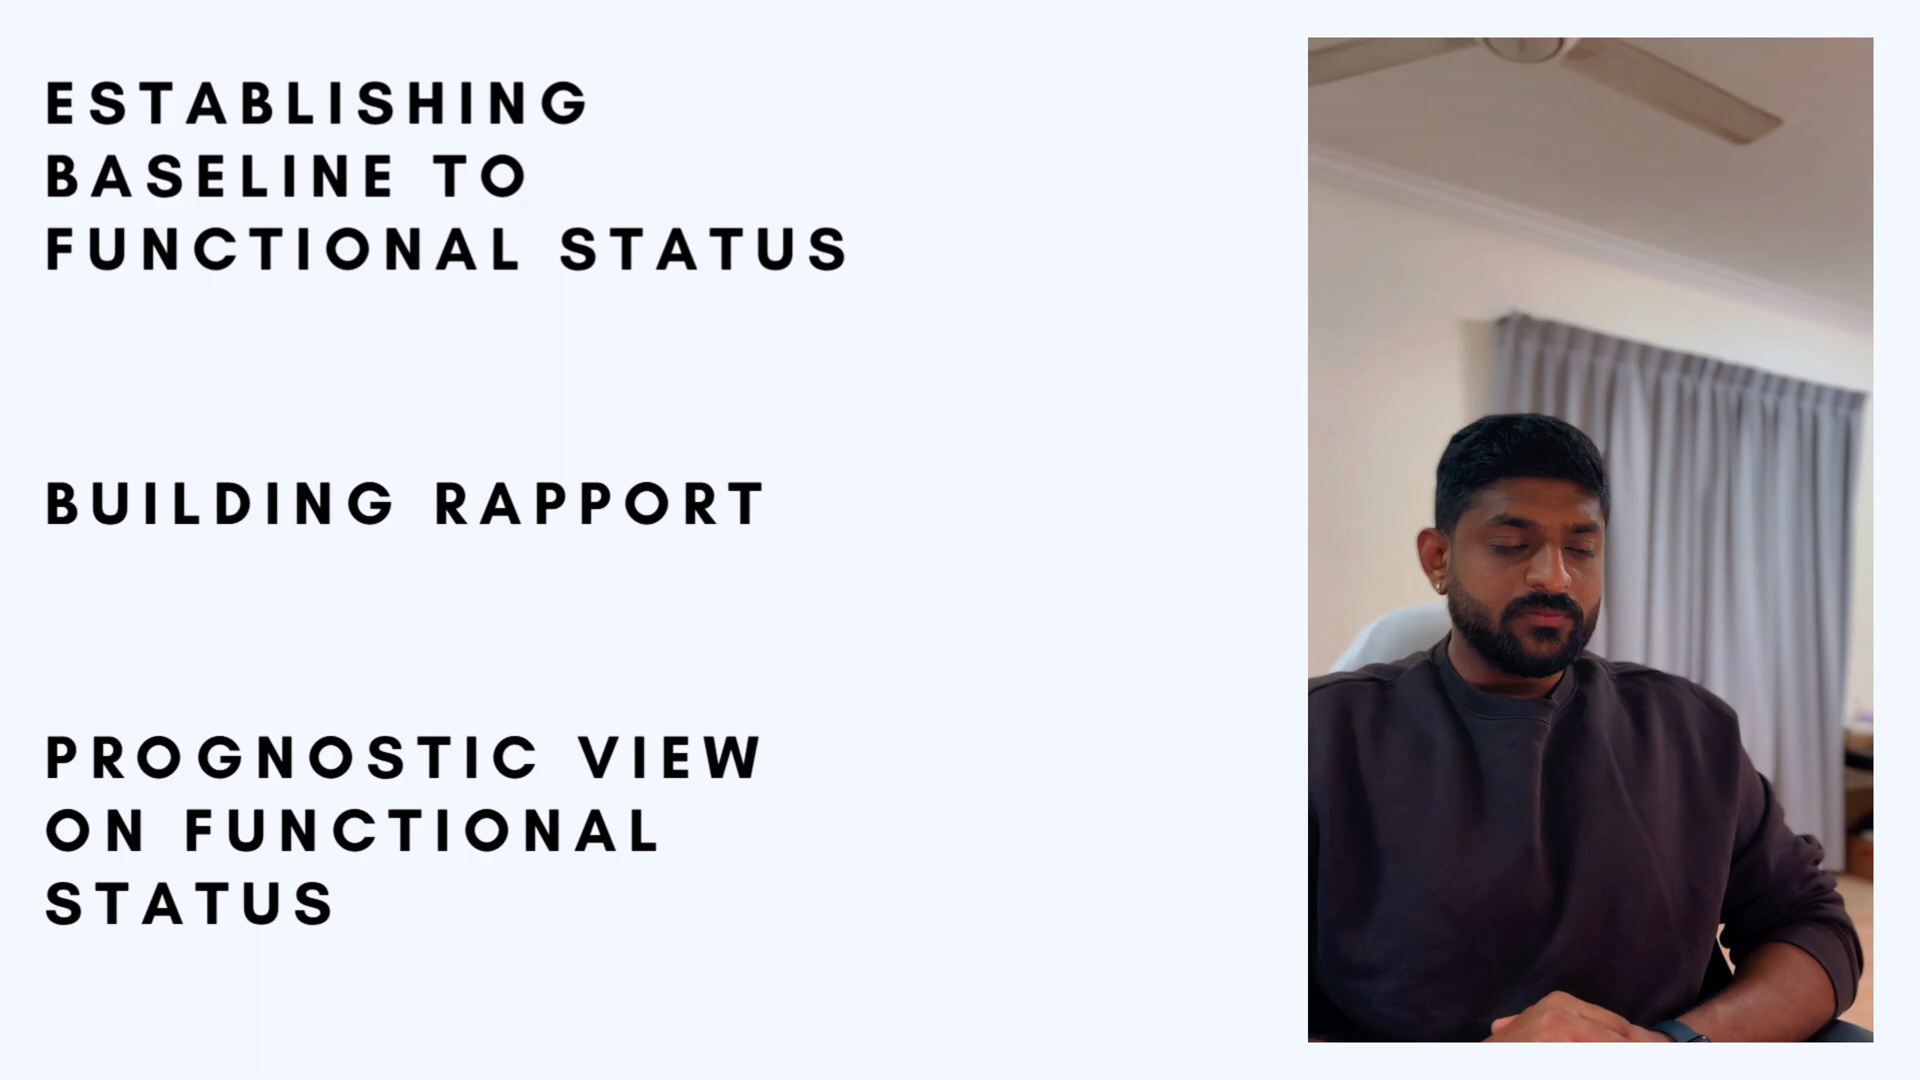 ESTABLISHING
BASELINE TO
FUNCTIONAL STATUS
BUILDING RAPPORT
PROGNOSTIC VIEW
ON FUNCTIONAL
STATUS